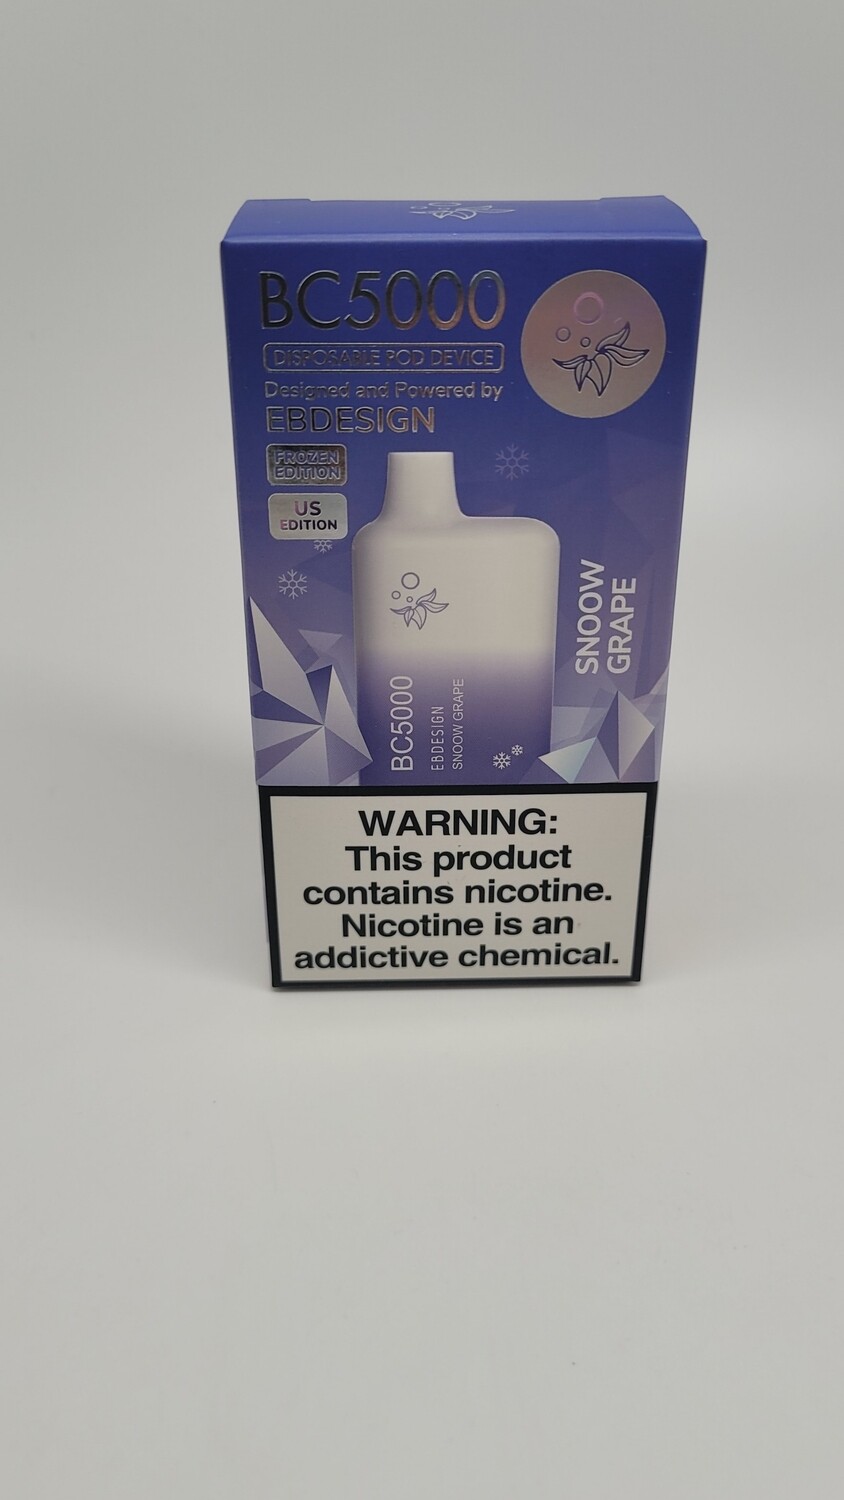 BC5000
DISPOSABLE POD DEVICE
Designed and Powered by
EBDESIGN
FROZEN
EDITION
US
EDITION
SNOOW
GRAPE
BC5000
EBDESIGN
SNOOW GRAPE
WARNING:
This product
contains nicotine.
Nicotine is an
addictive chemical.